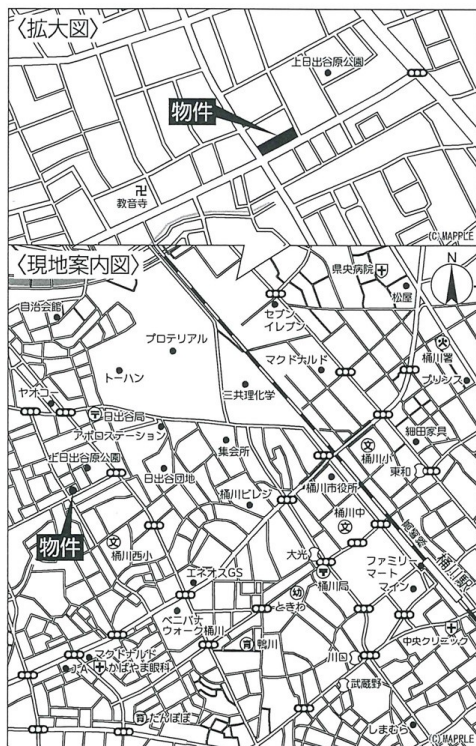 〈拡大図〉
上日出谷原公園
物件
教音寺
(C)MAPPLE
〈現地案内図〉
県央病院
N
自治会館
セブン
イレブン
松屋
プロテリアル
マクドナルド
桶川署
トーハン
プリンス
ヤオコー
三共理化学
日出谷局
アポロステーション
文
細田家具
集会所
桶川小
上日出谷原公園
東和
日出谷団地
桶川市役所
桶川ビレジ
桶川中
物件
文
文
高崎線
桶川駅
桶川西小
大光
ファミリー
マート
エネオスGS
幼
桶川局
マイン
ときわ
ベニバナ
ウォーク桶川
中央クリニック
育
鴨川
マクドナルド
川口
J.A.
かばやま眼科
武蔵野
育
たんぽぽ
しまむら
(C)MAPPLE